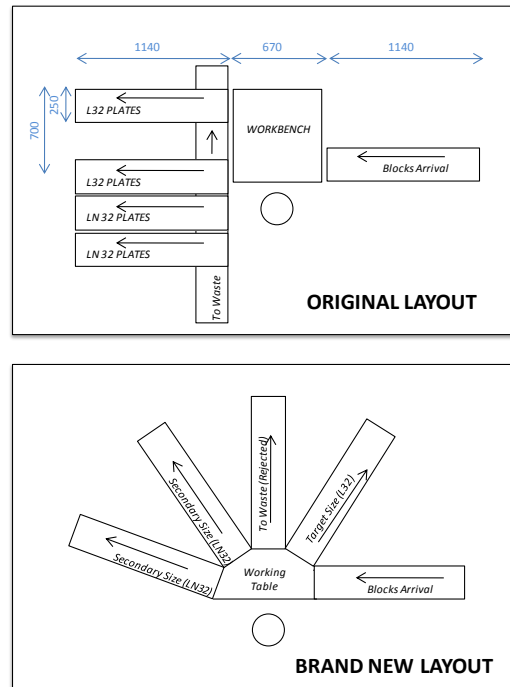 1140
670
1140
250
700
L32 PLATES
WORKBENCH
L32 PLATES
Blocks Arrival
LN 32 PLATES
LN 32 PLATES
To Waste
ORIGINAL LAYOUT
To Waste (Rejected)
Secondary Size (LN32
Target Size (L32)
Secondary Size (LN32)
Working
Table
Blocks Arrival
BRAND NEW LAYOUT